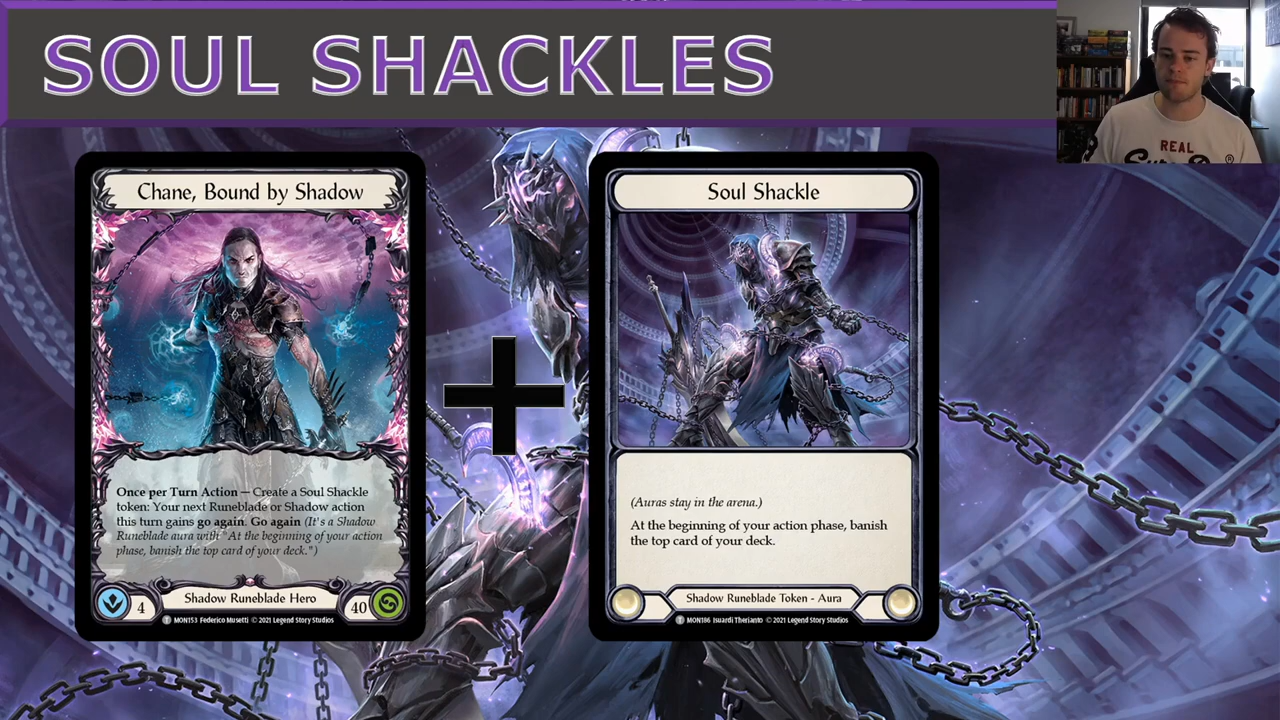 SOUL SHACKLES
REAL
Chane, Bound by Shadow
Once per Turn Action — Create a Soul Shackle
token: Your next Runeblade or Shadow action
this turn gains go again. Go again (It's a Shadow
Runeblade aura with "At the beginning of your action
phase, banish the top card of your deck.")
4
Shadow Runeblade Hero
40
MON153 Federico Musetti © 2021 Legend Story Studios
Soul Shackle
(Auras stay in the arena.)
At the beginning of your action phase, banish
the top card of your deck.
Shadow Runeblade Token - Aura
MON186 Isuardi Therianto © 2021 Legend Story Studios